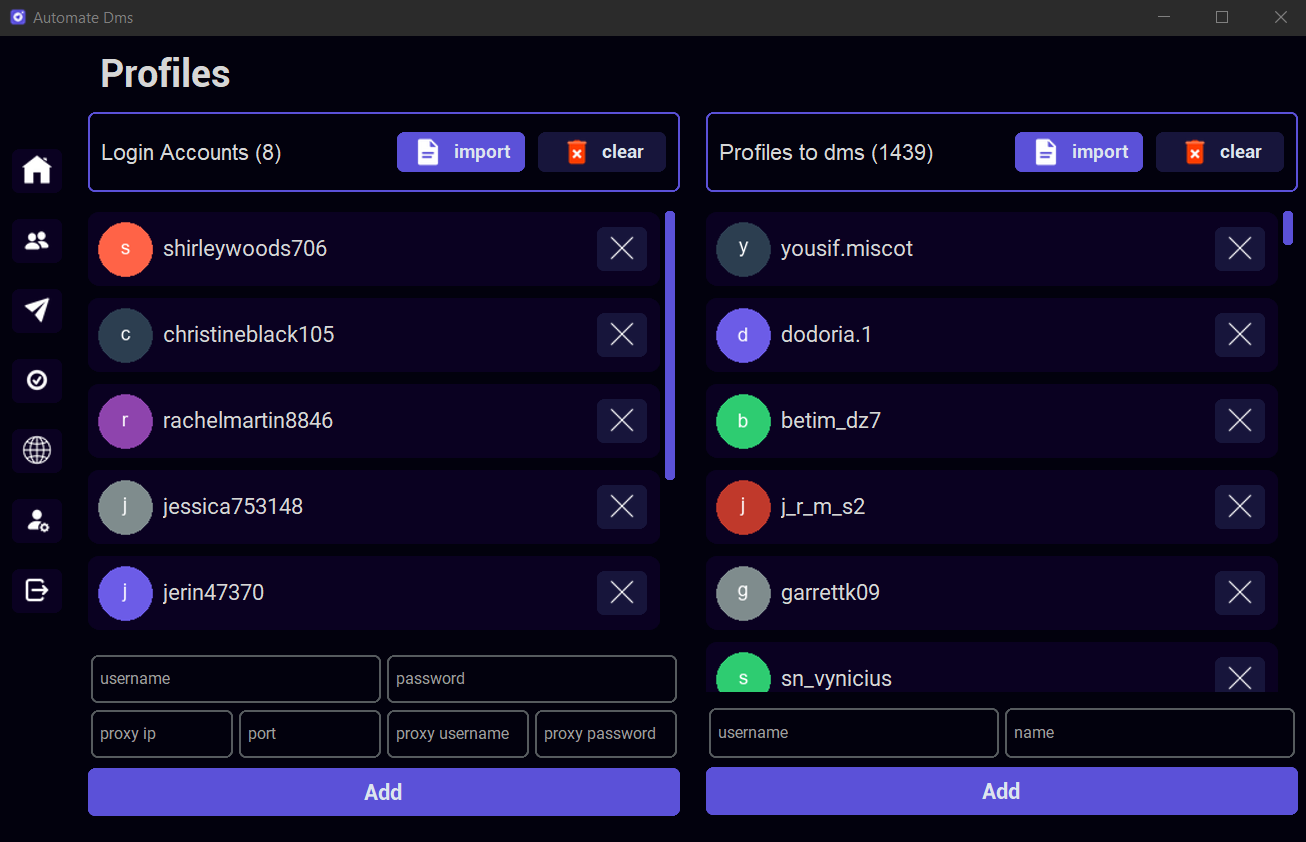 Automate Dms
Profiles
Login Accounts (8)
import
clear
s
shirleywoods706
c
christineblack105
r
rachelmartin8846
j
jessica753148
j
jerin47370
username
password
proxy ip
port
proxy username
proxy password
Add
Profiles to dms (1439)
import
clear
y
yousif.miscot
d
dodoria.1
b
betim_dz7
j
j_r_m_s2
g
garrettk09
s
sn_vynicius
username
name
Add